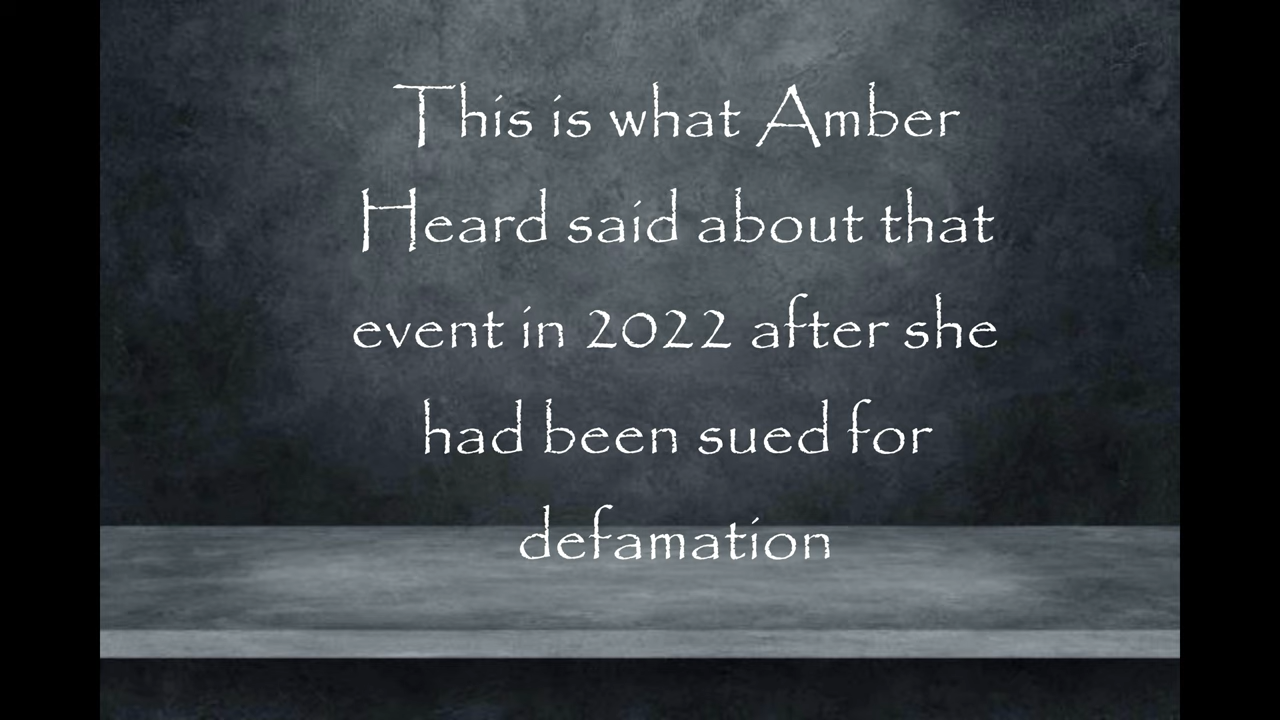 This is what Amber
Heard said about that
event in 2022 after she
had been sued for
defamation